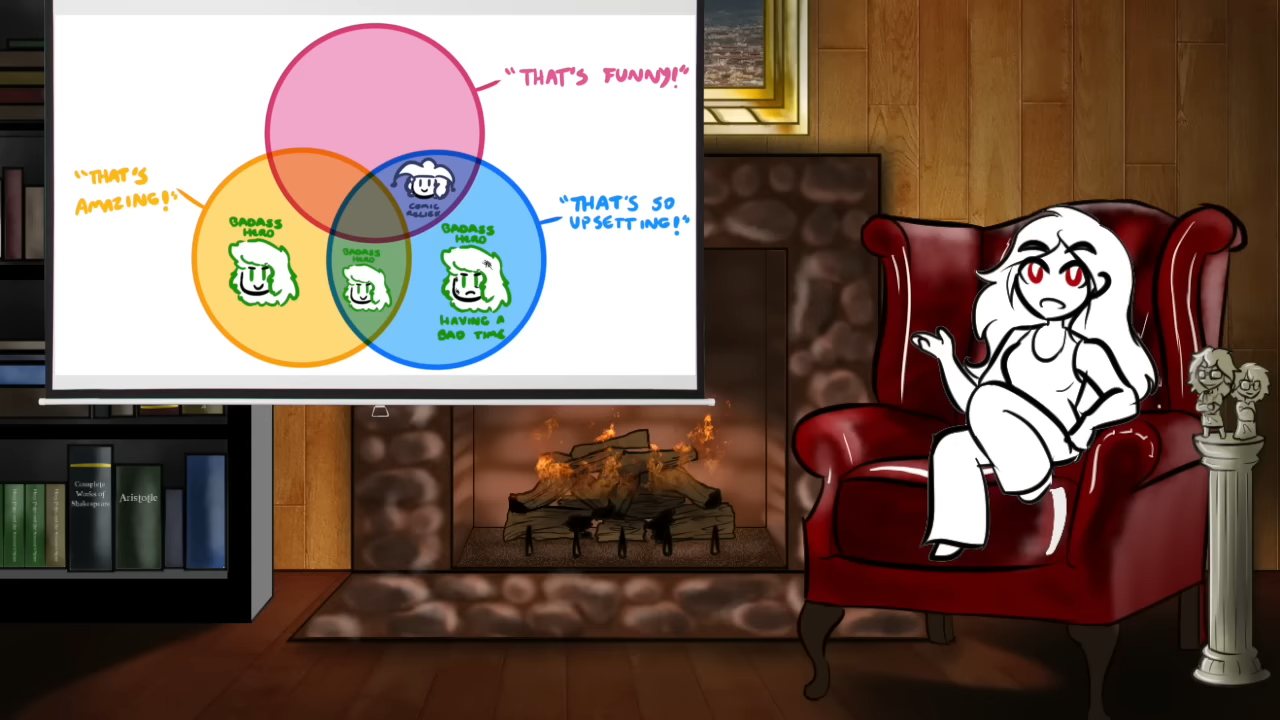 "THAT'S FUNNY!"
"THAT'S
AMAZING!"
"THAT'S SO
UPSETTING!"
COMIC
RELIEF
BADASS
HERO
BADASS
HERO
BADASS
HERO
HAVING A
BAD TIME
Complete
Works of
Shakespeare
Aristotle